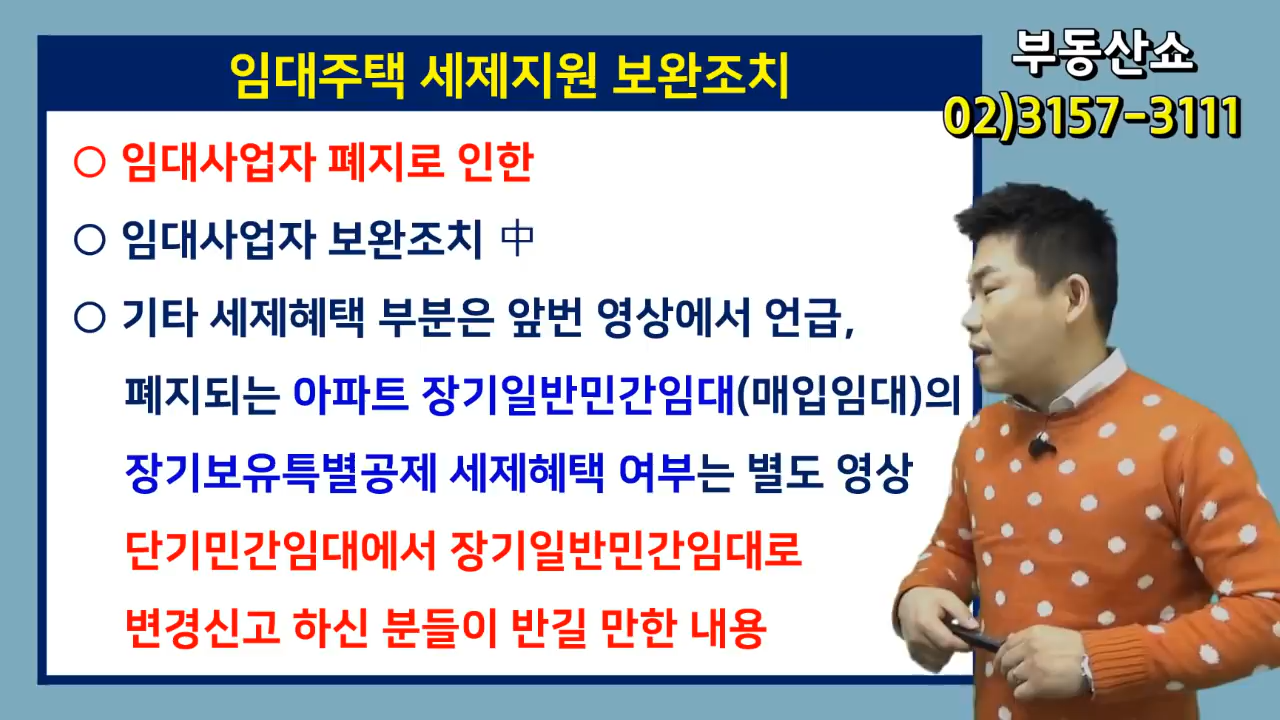 임대주택 세제지원 보완조치
부동산쇼
02)3157-3111
○ 임대사업자 폐지로 인한
○ 임대사업자 보완조치 中
○ 기타 세제혜택 부분은 앞번 영상에서 언급,
폐지되는 아파트 장기일반민간임대(매입임대)의
장기보유특별공제 세제혜택 여부는 별도 영상
단기민간임대에서 장기일반민간임대로
변경신고 하신 분들이 반길 만한 내용